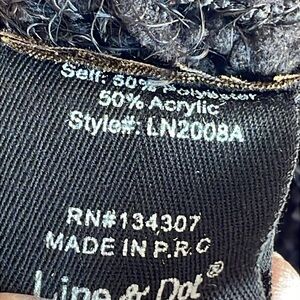 Self: 50% Polyester
50% Acrylic
Style#: LN2008A
RN#134307
MADE IN P.R.C
Line & Dot®